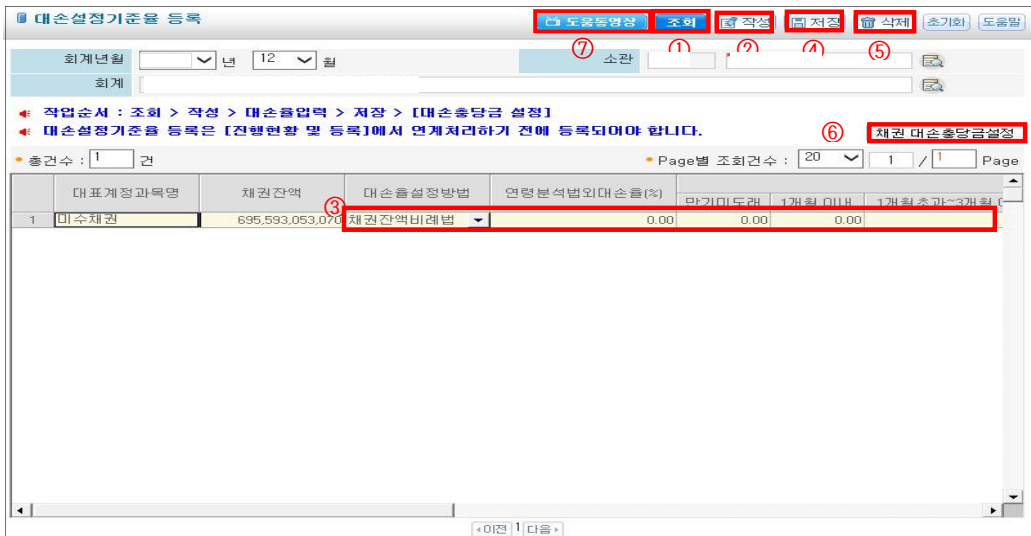 대손설정기준율 등록
도움동영상 조회 작성 저장 삭제 초기화 도움말
⑦ ① ② ④ ⑤
회계년월 년 12 월 소관
회계
작업순서 : 조회 > 작성 > 대손율입력 > 저장 > [대손충당금 설정]
대손설정기준율 등록은 [진행현황 및 등록]에서 연계처리하기 전에 등록되어야 합니다.
⑥ 채권 대손충당금설정
총건수 : 1 건 Page별 조회건수 : 20 1 / 1 Page
대표계정과목명 채권잔액 대손율설정방법 연령분석법외대손율(%) 만기미도래 1개월 이내 1개월초과~3개월
③
1 미수채권 695,593,053,070 채권잔액비례법 0.00 0.00 0.00
이전 1 다음